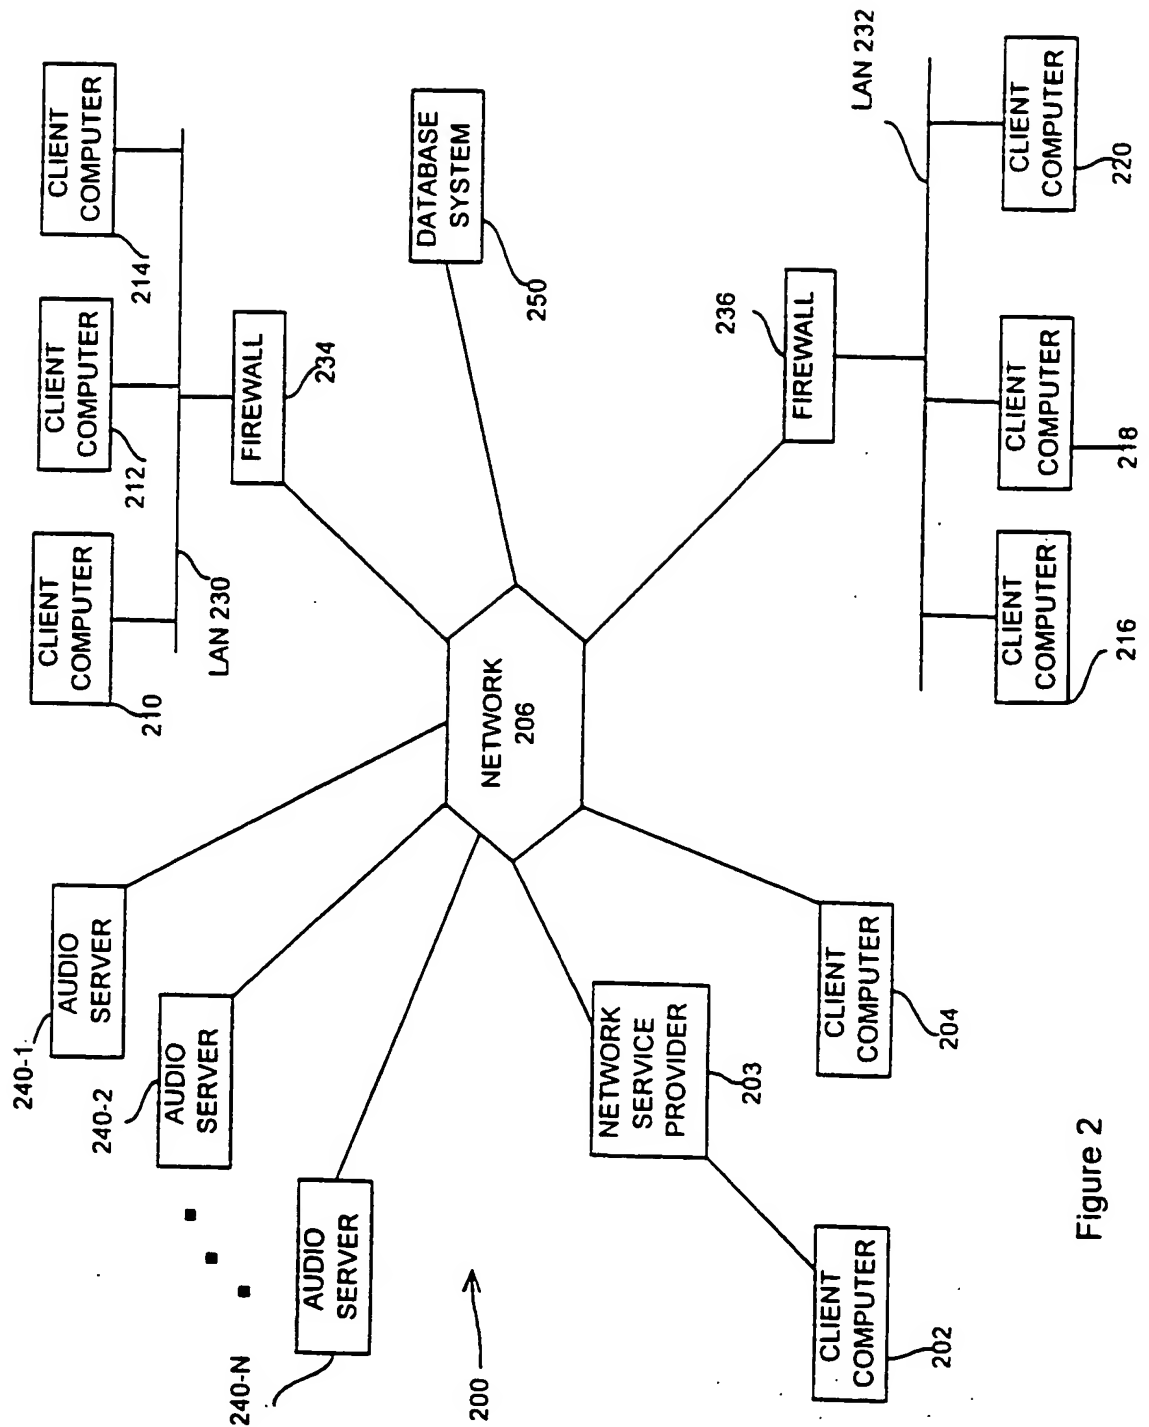 240-1
AUDIO
SERVER
240-2
AUDIO
SERVER
240-N
AUDIO
SERVER
200
CLIENT
COMPUTER
210
CLIENT
COMPUTER
212
CLIENT
COMPUTER
214
LAN 230
FIREWALL
234
DATABASE
SYSTEM
250
NETWORK
206
NETWORK
SERVICE
PROVIDER
203
CLIENT
COMPUTER
202
CLIENT
COMPUTER
204
236
FIREWALL
LAN 232
CLIENT
COMPUTER
216
CLIENT
COMPUTER
218
CLIENT
COMPUTER
220
Figure 2